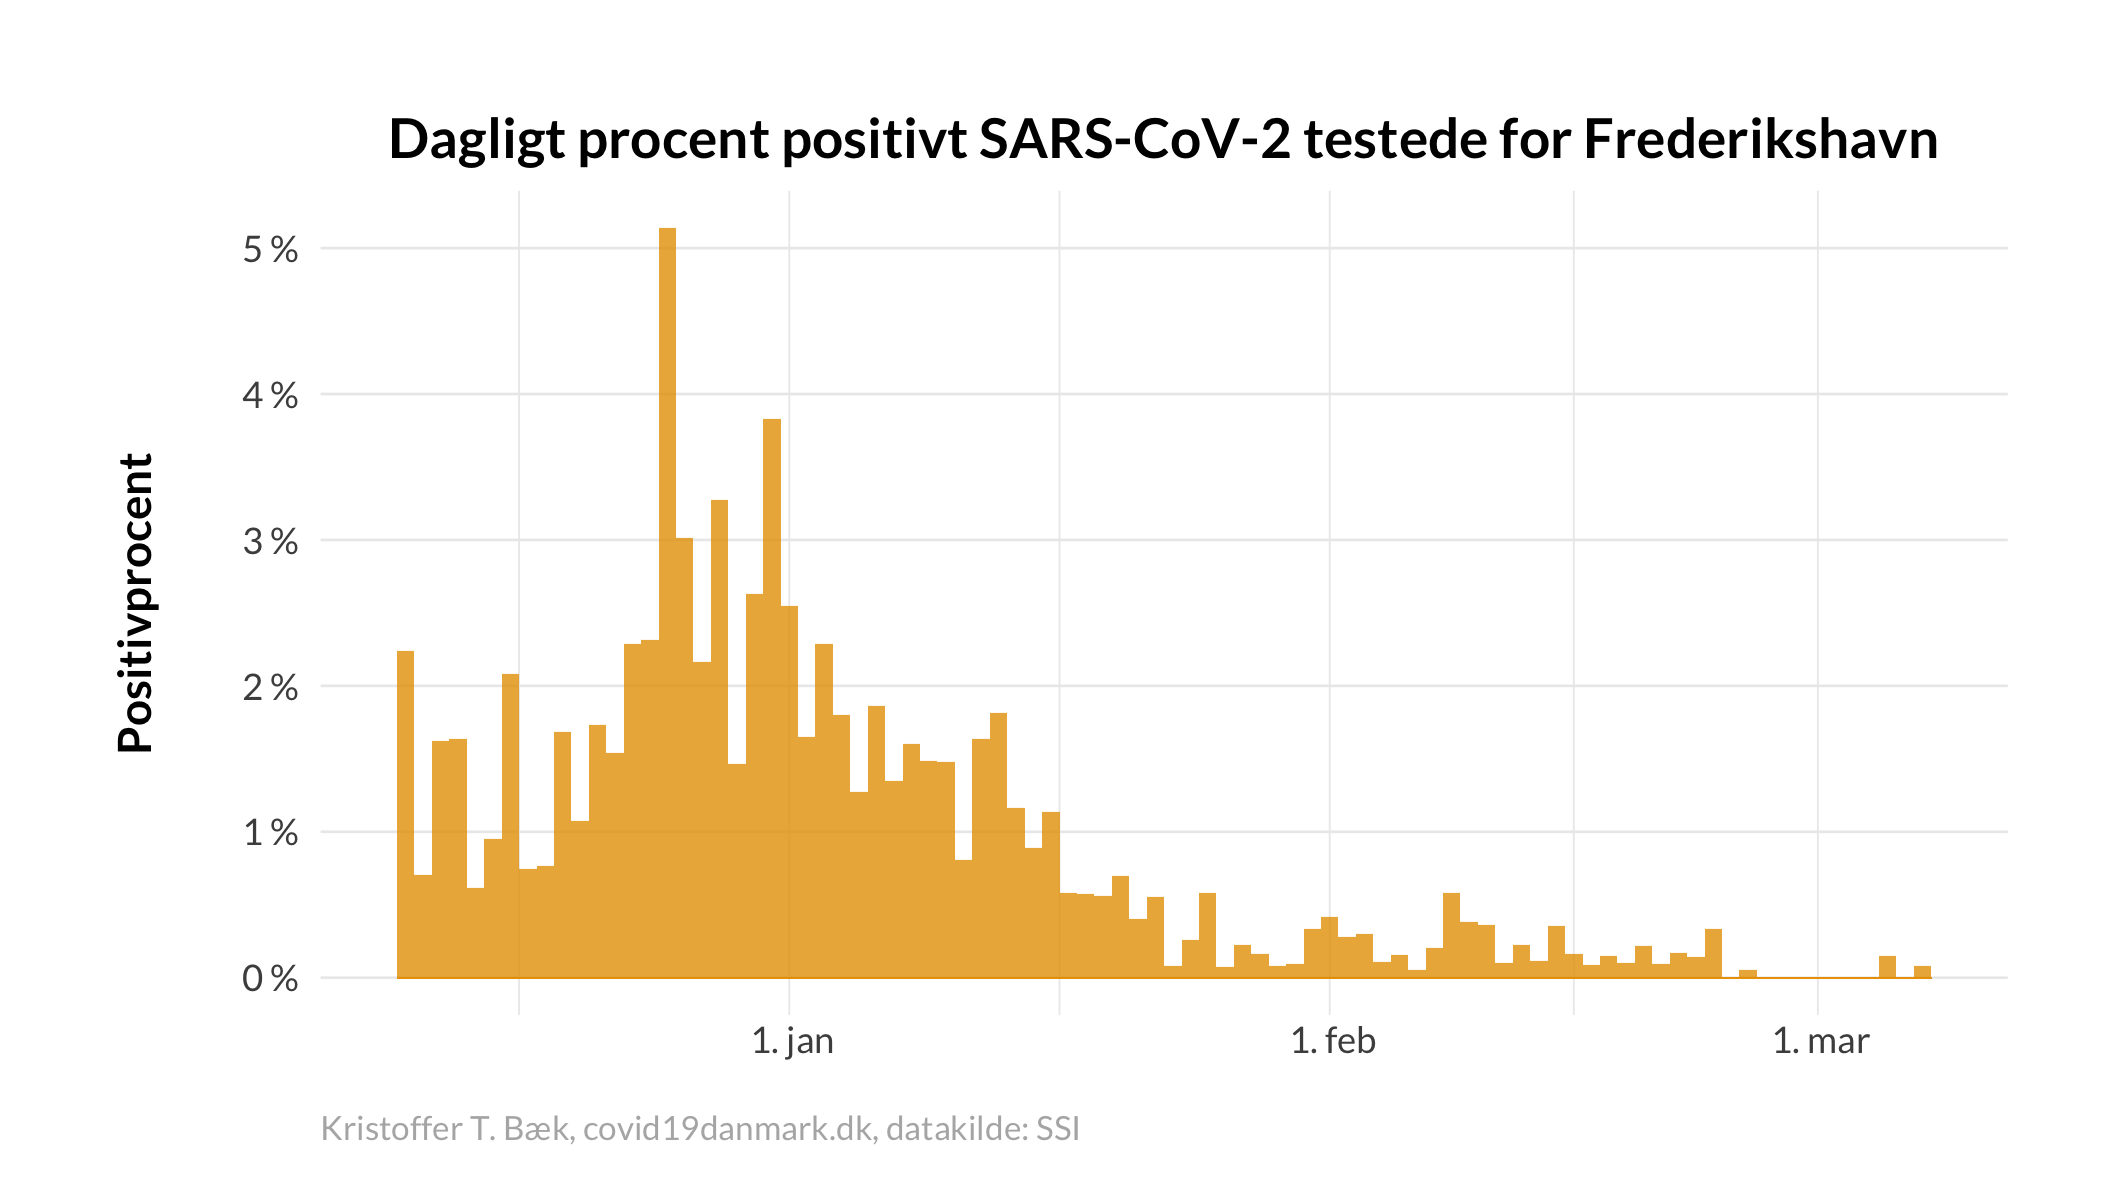 Dagligt procent positivt SARS-CoV-2 testede for Frederikshavn
Positivprocent
5 %
4 %
3 %
2 %
1 %
0 %
1. jan
1. feb
1. mar
Kristoffer T. Bæk, covid19danmark.dk, datakilde: SSI